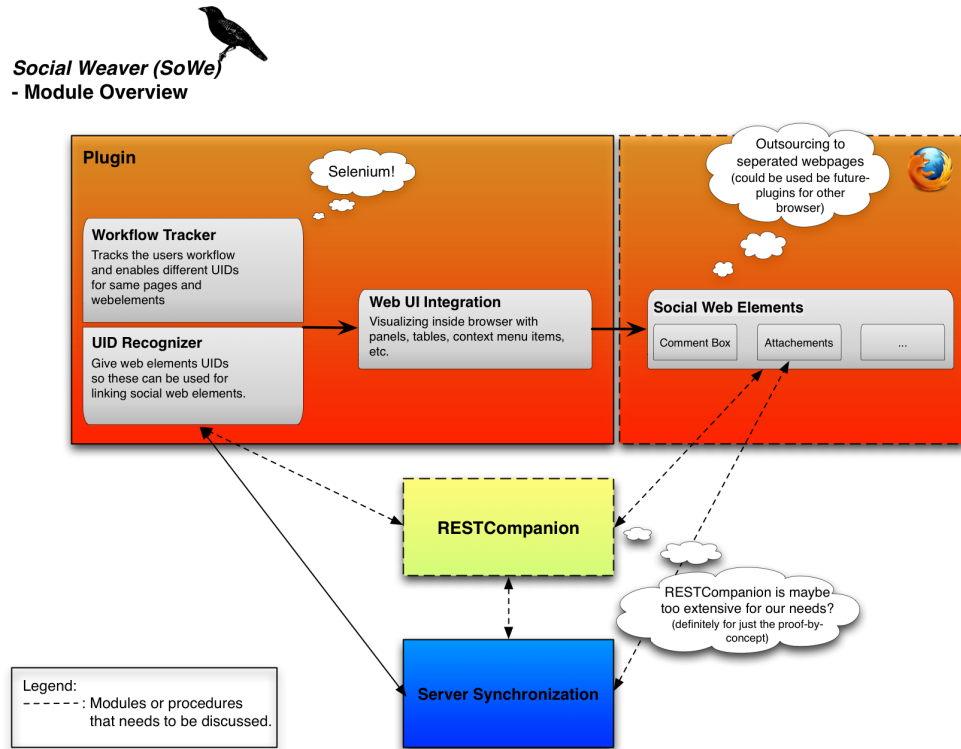 Social Weaver (SoWe)
- Module Overview
Plugin
Selenium!
Outsourcing to
seperated webpages
(could be used be future-
plugins for other
browser)
Workflow Tracker
Tracks the users workflow
and enables different UIDs
for same pages and
webelements
UID Recognizer
Give web elements UIDs
so these can be used for
linking social web elements.
Web UI Integration
Visualizing inside browser with
panels, tables, context menu items,
etc.
Social Web Elements
Comment Box
Attachements
...
RESTCompanion
RESTCompanion is maybe
too extensive for our needs?
(definitely for just the proof-by-
concept)
Server Synchronization
Legend:
------- : Modules or procedures
that needs to be discussed.